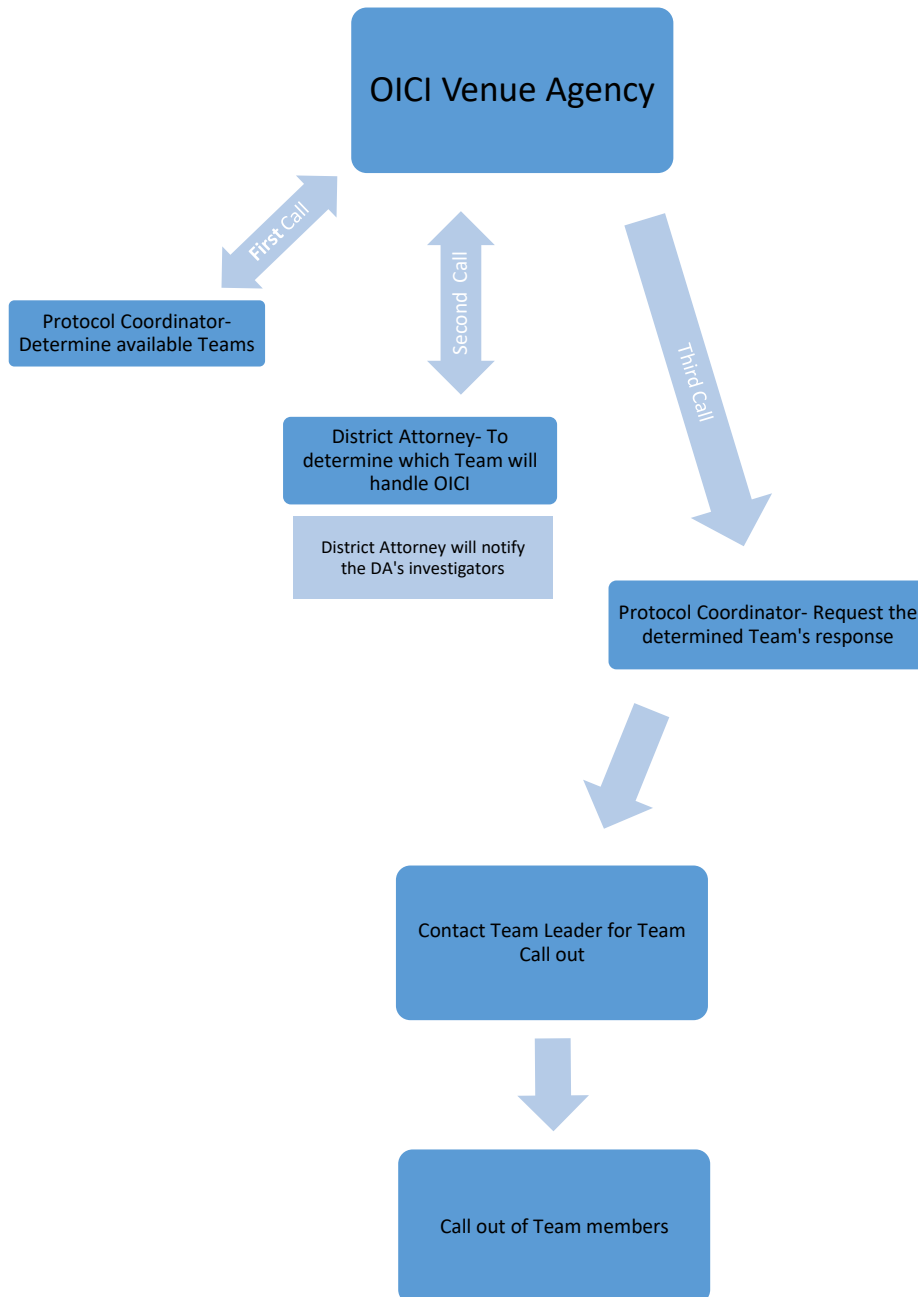 OICI Venue Agency
First Call
Second Call
Third Call
Protocol Coordinator-
Determine available Teams
District Attorney- To
determine which Team will
handle OICI
District Attorney will notify
the DA's investigators
Protocol Coordinator- Request the
determined Team's response
Contact Team Leader for Team
Call out
Call out of Team members